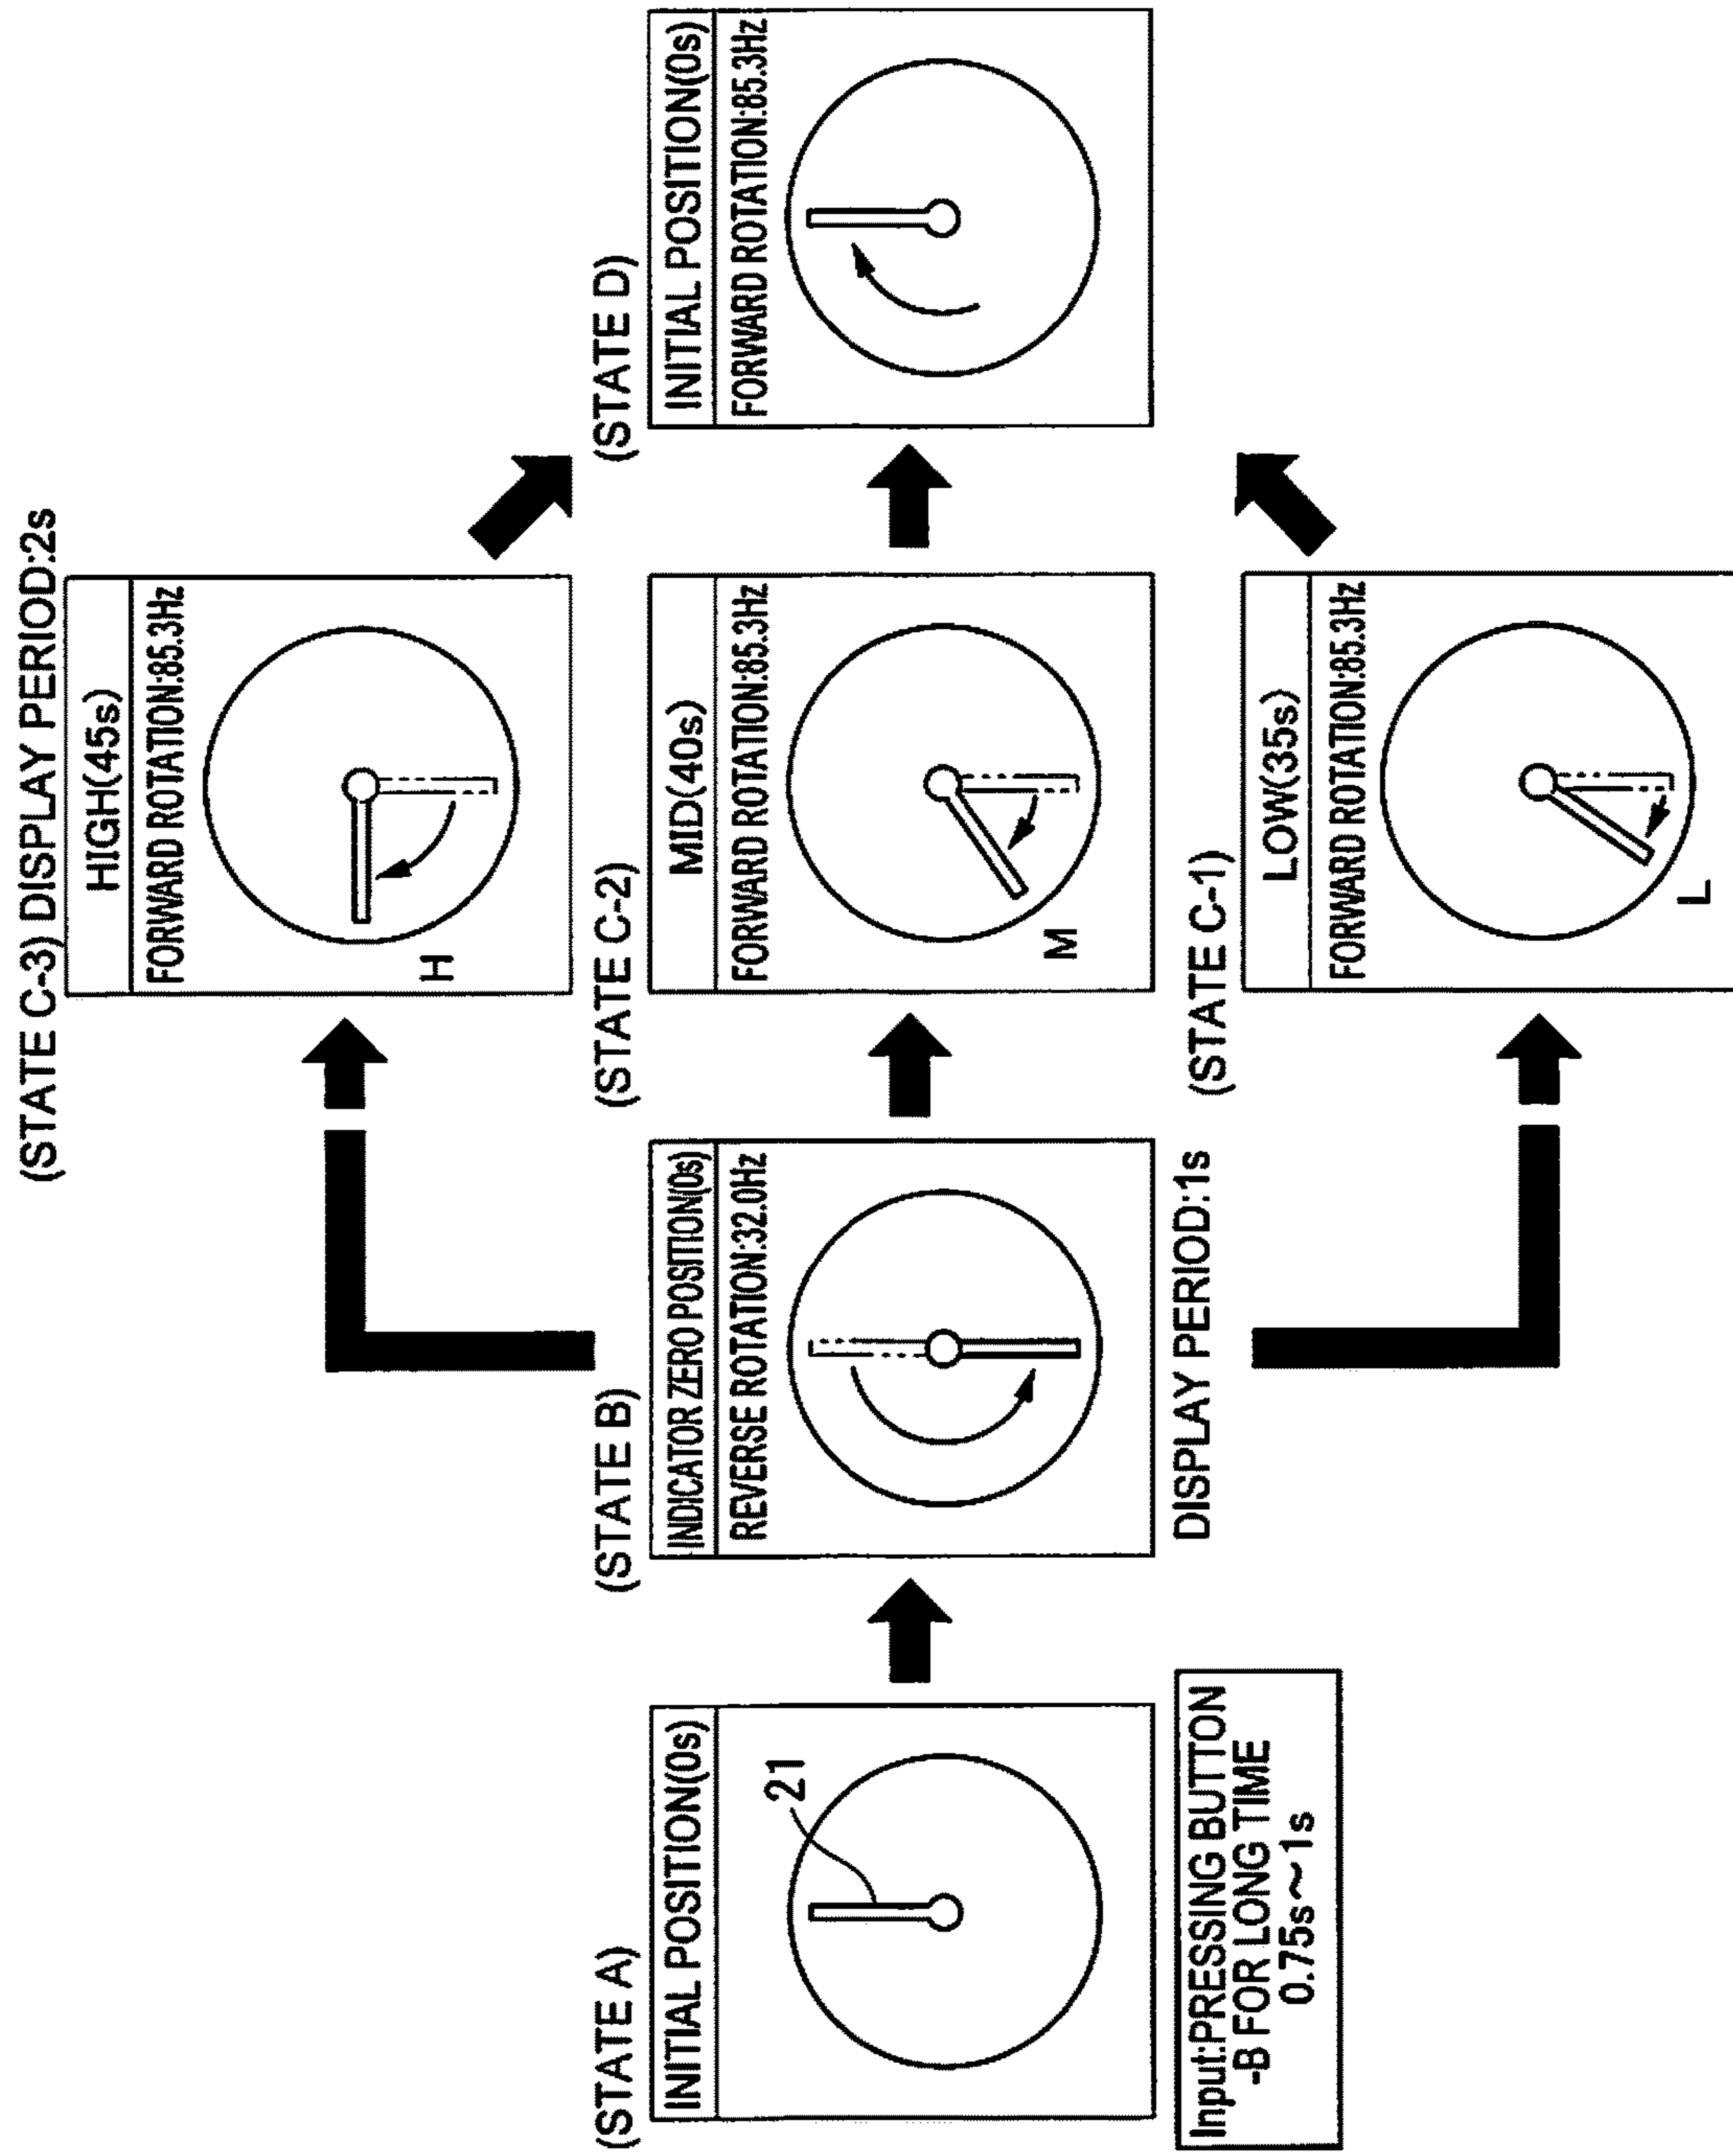 (STATE A)
INITIAL POSITION(0s)
21
Input:PRESSING BUTTON
-B FOR LONG TIME
0.75s~1s
(STATE B)
INDICATOR ZERO POSITION(0s)
REVERSE ROTATION:32.0Hz
DISPLAY PERIOD:1s
(STATE C-3) DISPLAY PERIOD:2s
HIGH(45s)
FORWARD ROTATION:85.3Hz
H
(STATE C-2)
MID(40s)
FORWARD ROTATION:85.3Hz
M
(STATE C-1)
LOW(35s)
FORWARD ROTATION:85.3Hz
L
(STATE D)
INITIAL POSITION(0s)
FORWARD ROTATION:85.3Hz